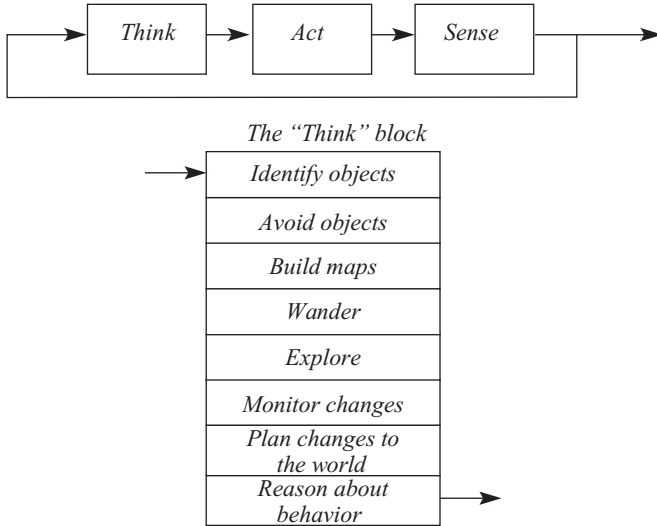 Think
Act
Sense
The “Think” block
Identify objects
Avoid objects
Build maps
Wander
Explore
Monitor changes
Plan changes to
the world
Reason about
behavior